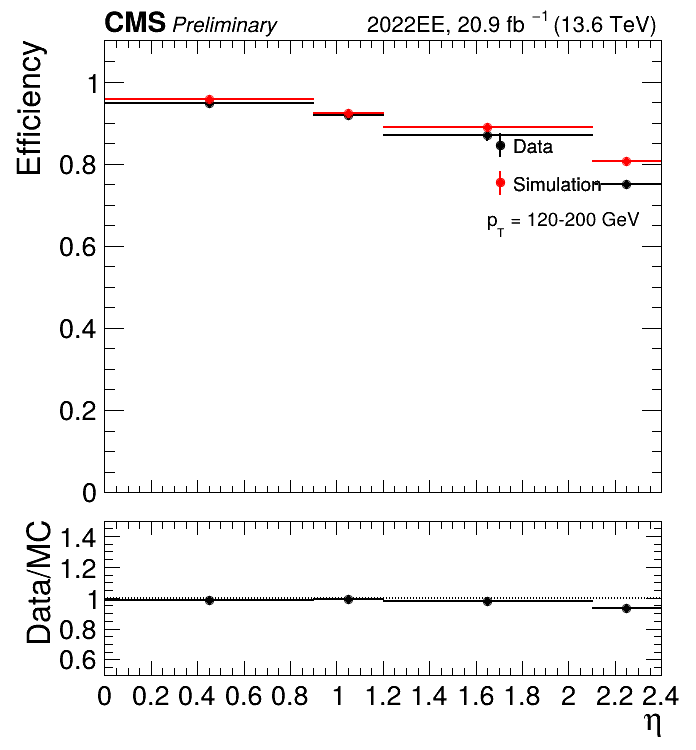 CMS Preliminary 2022EE, 20.9 fb ⁻¹ (13.6 TeV)
Efficiency
1
0.8
0.6
0.4
0.2
0
Data
Simulation
p_T = 120-200 GeV
Data/MC
1.4
1.2
1
0.8
0.6
0 0.2 0.4 0.6 0.8 1 1.2 1.4 1.6 1.8 2 2.2 2.4
η